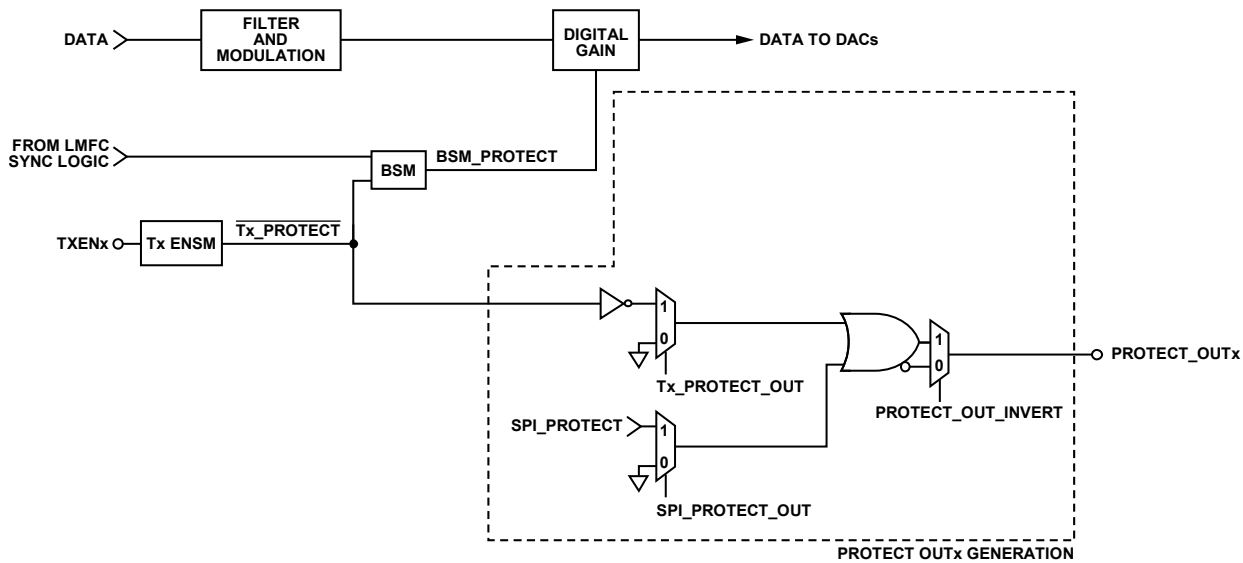 DATA
FILTER
AND
MODULATION
DIGITAL
GAIN
DATA TO DACs
FROM LMFC
SYNC LOGIC
BSM
BSM_PROTECT
TXENx
Tx ENSM
Tx_PROTECT
1
0
Tx_PROTECT_OUT
SPI_PROTECT
1
0
SPI_PROTECT_OUT
1
0
PROTECT_OUT_INVERT
PROTECT_OUTx
PROTECT OUTx GENERATION